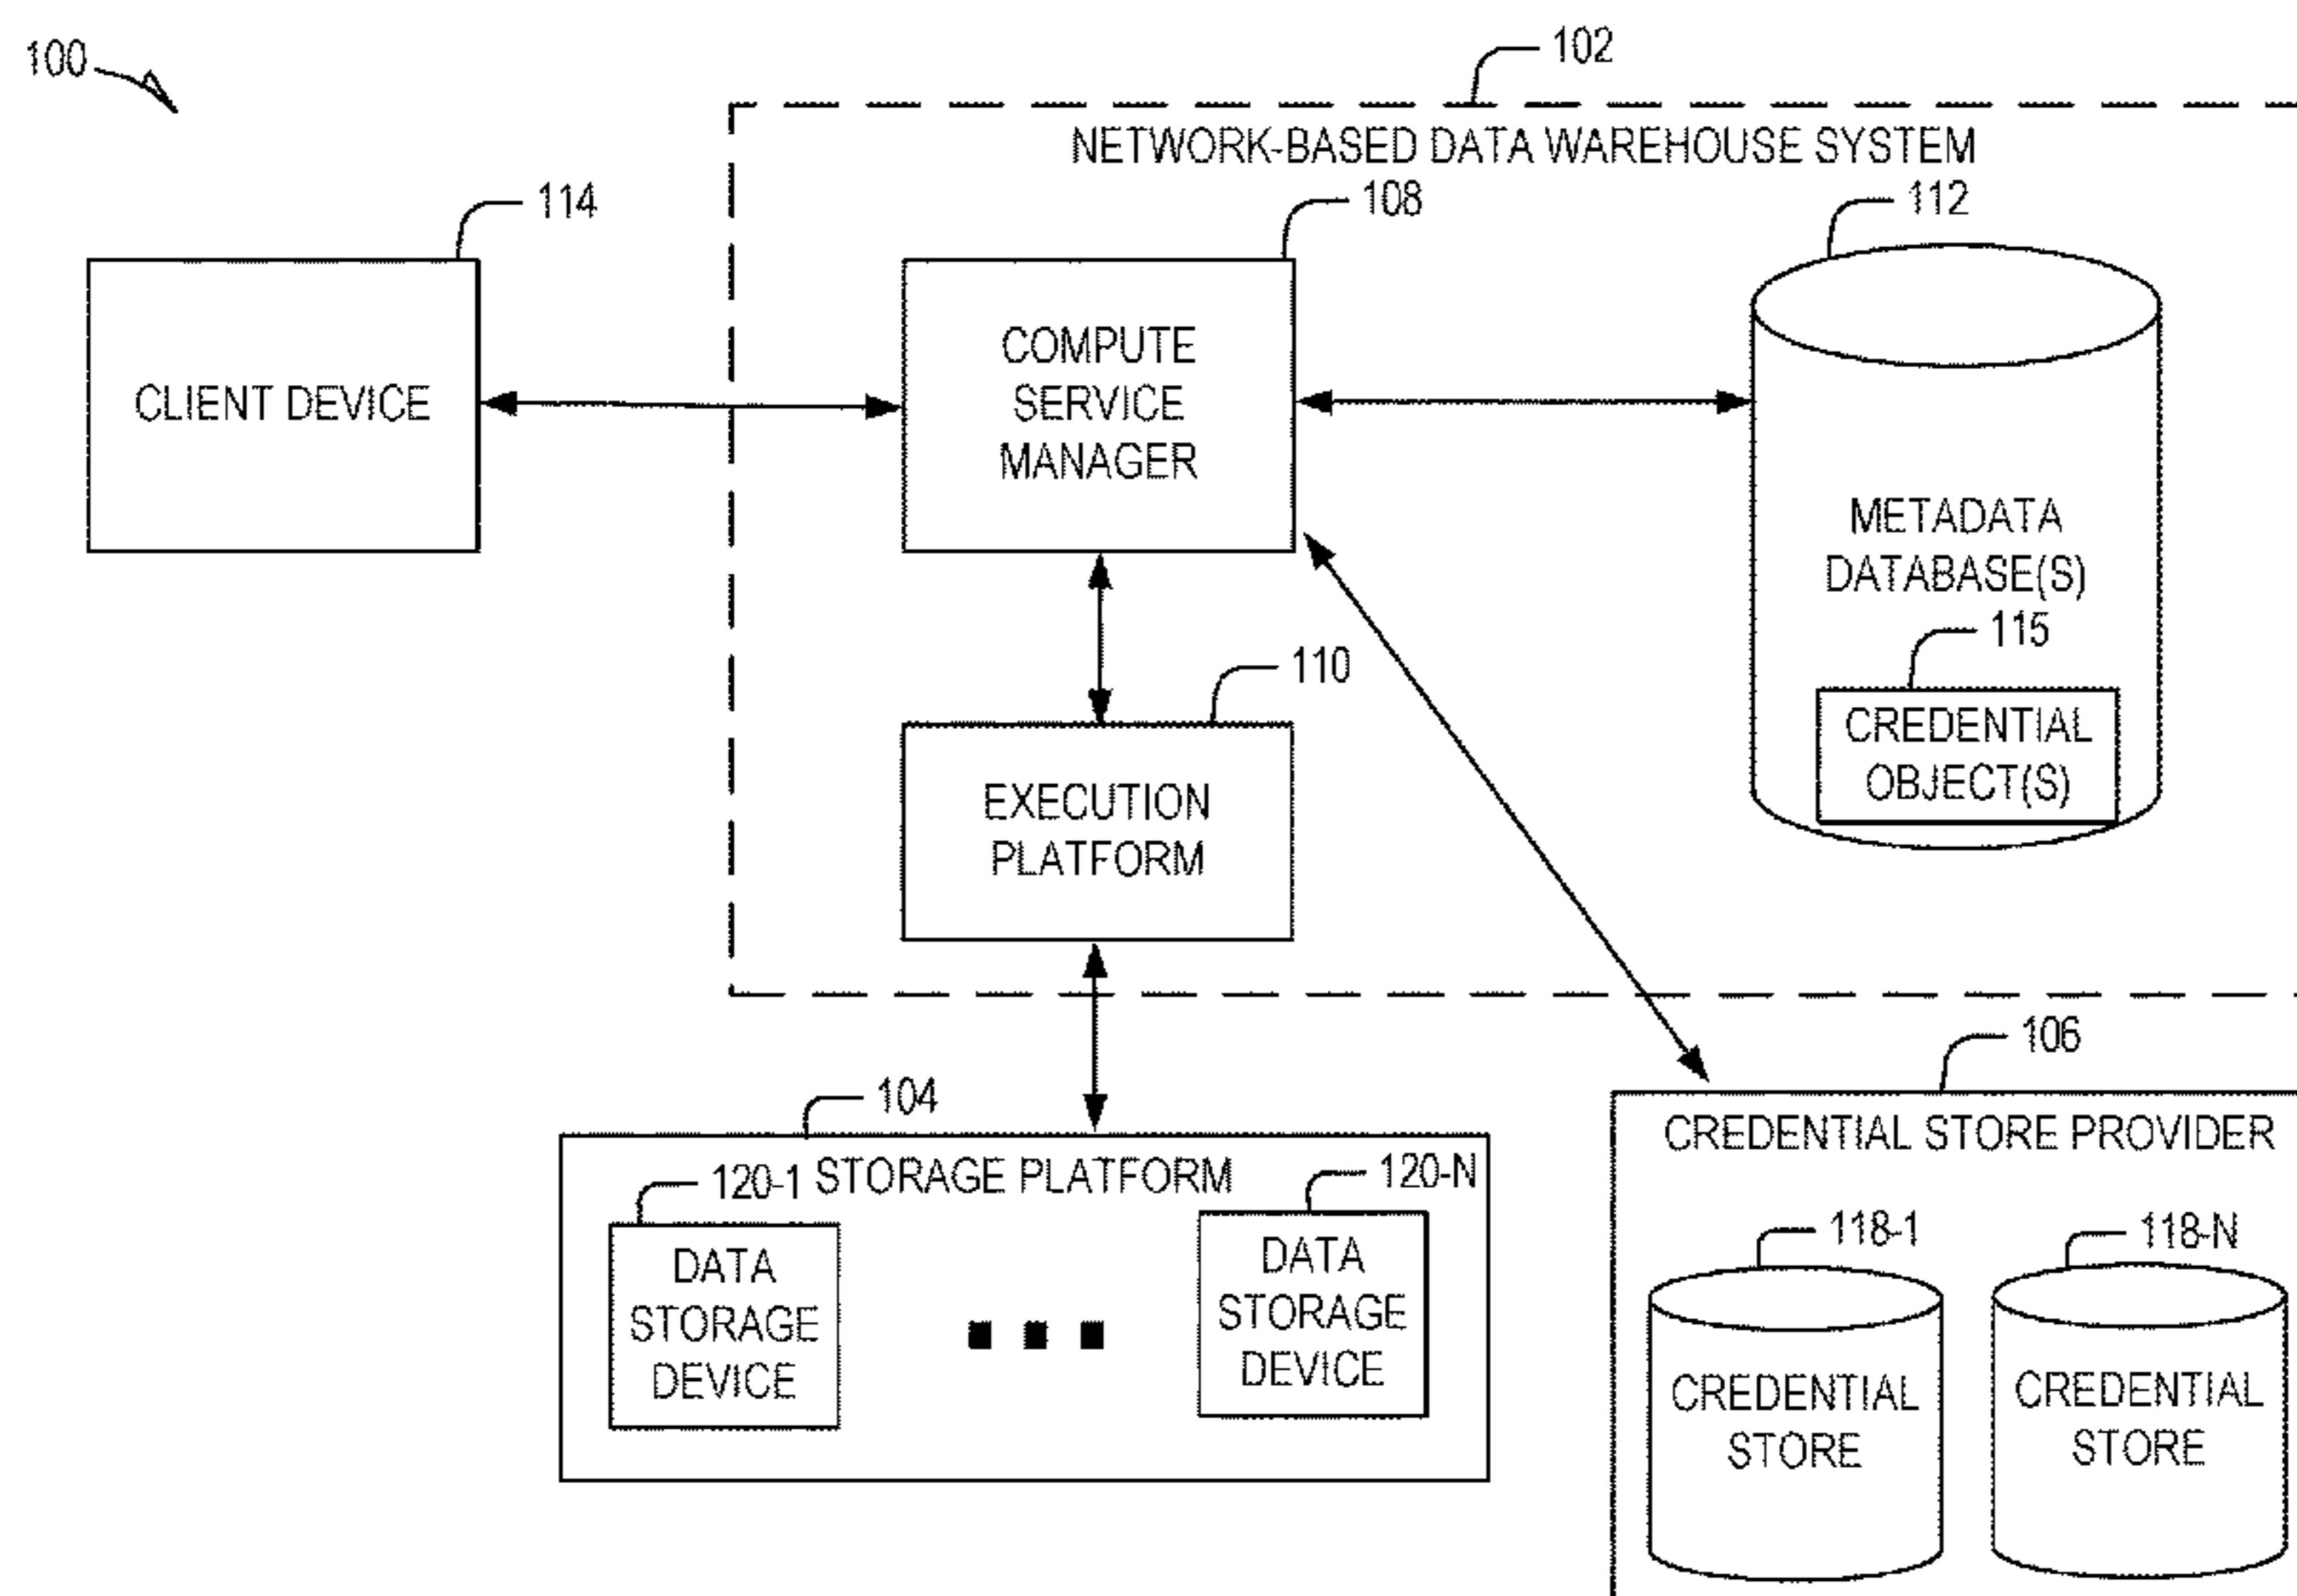 100
102
NETWORK-BASED DATA WAREHOUSE SYSTEM
114
108
112
CLIENT DEVICE
COMPUTE
SERVICE
MANAGER
METADATA
DATABASE(S)
115
CREDENTIAL
OBJECT(S)
110
EXECUTION
PLATFORM
106
CREDENTIAL STORE PROVIDER
104
STORAGE PLATFORM
120-1
120-N
DATA
STORAGE
DEVICE
DATA
STORAGE
DEVICE
118-1
118-N
CREDENTIAL
STORE
CREDENTIAL
STORE